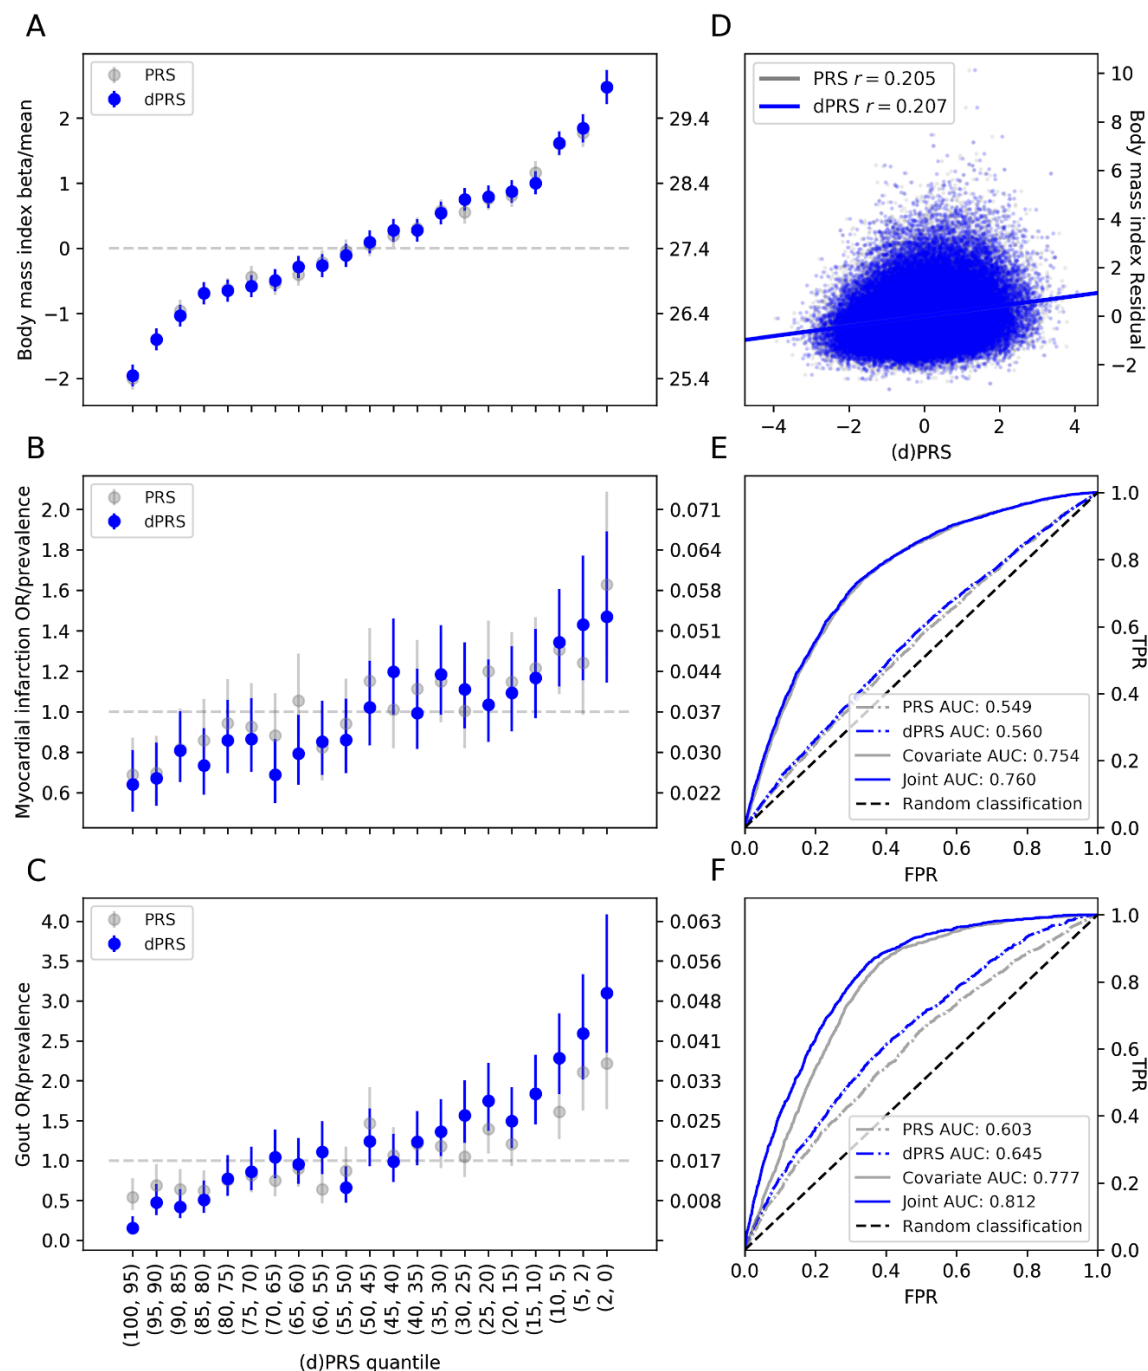 A
PRS
dPRS
Body mass index beta/mean
2
1
0
−1
−2
29.4
28.4
27.4
26.4
25.4
D
PRS r = 0.205
dPRS r = 0.207
10
8
6
4
2
0
−2
Body mass index Residual
−4
−2
0
2
4
(d)PRS
B
PRS
dPRS
Myocardial infarction OR/prevalence
2.0
1.8
1.6
1.4
1.2
1.0
0.8
0.6
0.071
0.064
0.058
0.051
0.044
0.037
0.030
0.022
E
PRS AUC: 0.549
dPRS AUC: 0.560
Covariate AUC: 0.754
Joint AUC: 0.760
Random classification
1.0
0.8
0.6
0.4
0.2
0.0
TPR
0.0
0.2
0.4
0.6
0.8
1.0
FPR
C
PRS
dPRS
Gout OR/prevalence
4.0
3.5
3.0
2.5
2.0
1.5
1.0
0.5
0.0
0.063
0.056
0.048
0.041
0.033
0.025
0.017
0.008
(100, 95)
(95, 90)
(90, 85)
(85, 80)
(80, 75)
(75, 70)
(70, 65)
(65, 60)
(60, 55)
(55, 50)
(50, 45)
(45, 40)
(40, 35)
(35, 30)
(30, 25)
(25, 20)
(20, 15)
(15, 10)
(10, 5)
(5, 2)
(2, 0)
(d)PRS quantile
F
PRS AUC: 0.603
dPRS AUC: 0.645
Covariate AUC: 0.777
Joint AUC: 0.812
Random classification
1.0
0.8
0.6
0.4
0.2
0.0
TPR
0.0
0.2
0.4
0.6
0.8
1.0
FPR